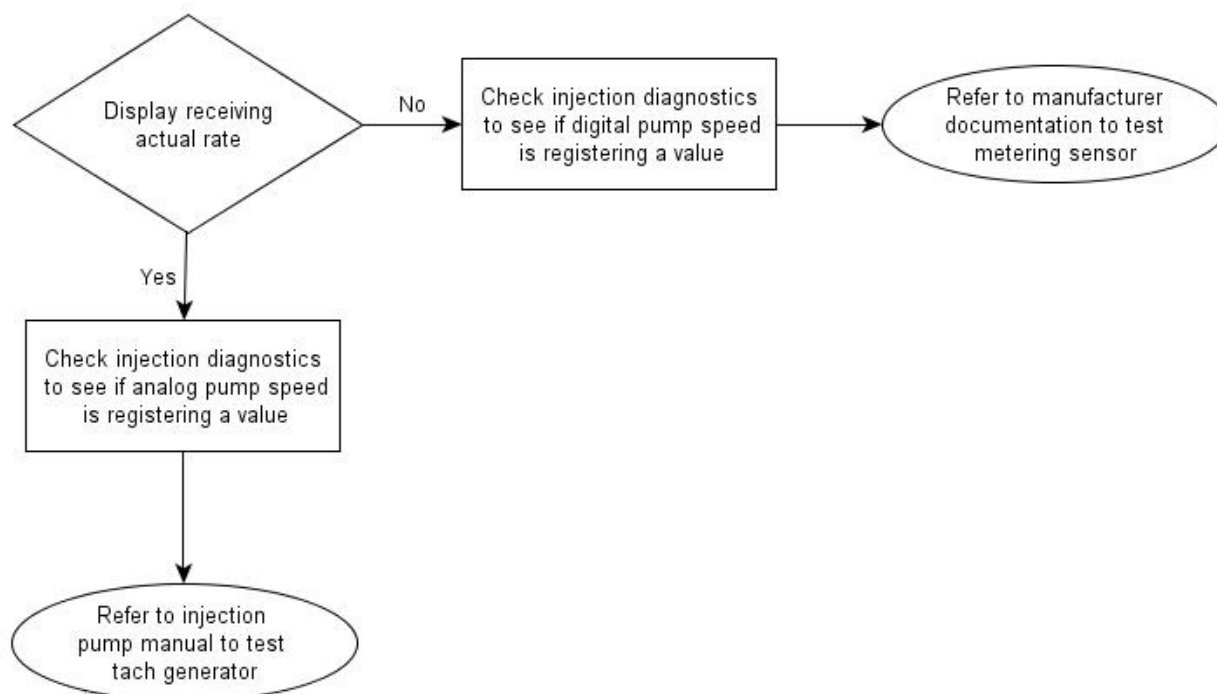 Display receiving
actual rate
No
Check injection diagnostics
to see if digital pump speed
is registering a value
Refer to manufacturer
documentation to test
metering sensor
Yes
Check injection diagnostics
to see if analog pump speed
is registering a value
Refer to injection
pump manual to test
tach generator